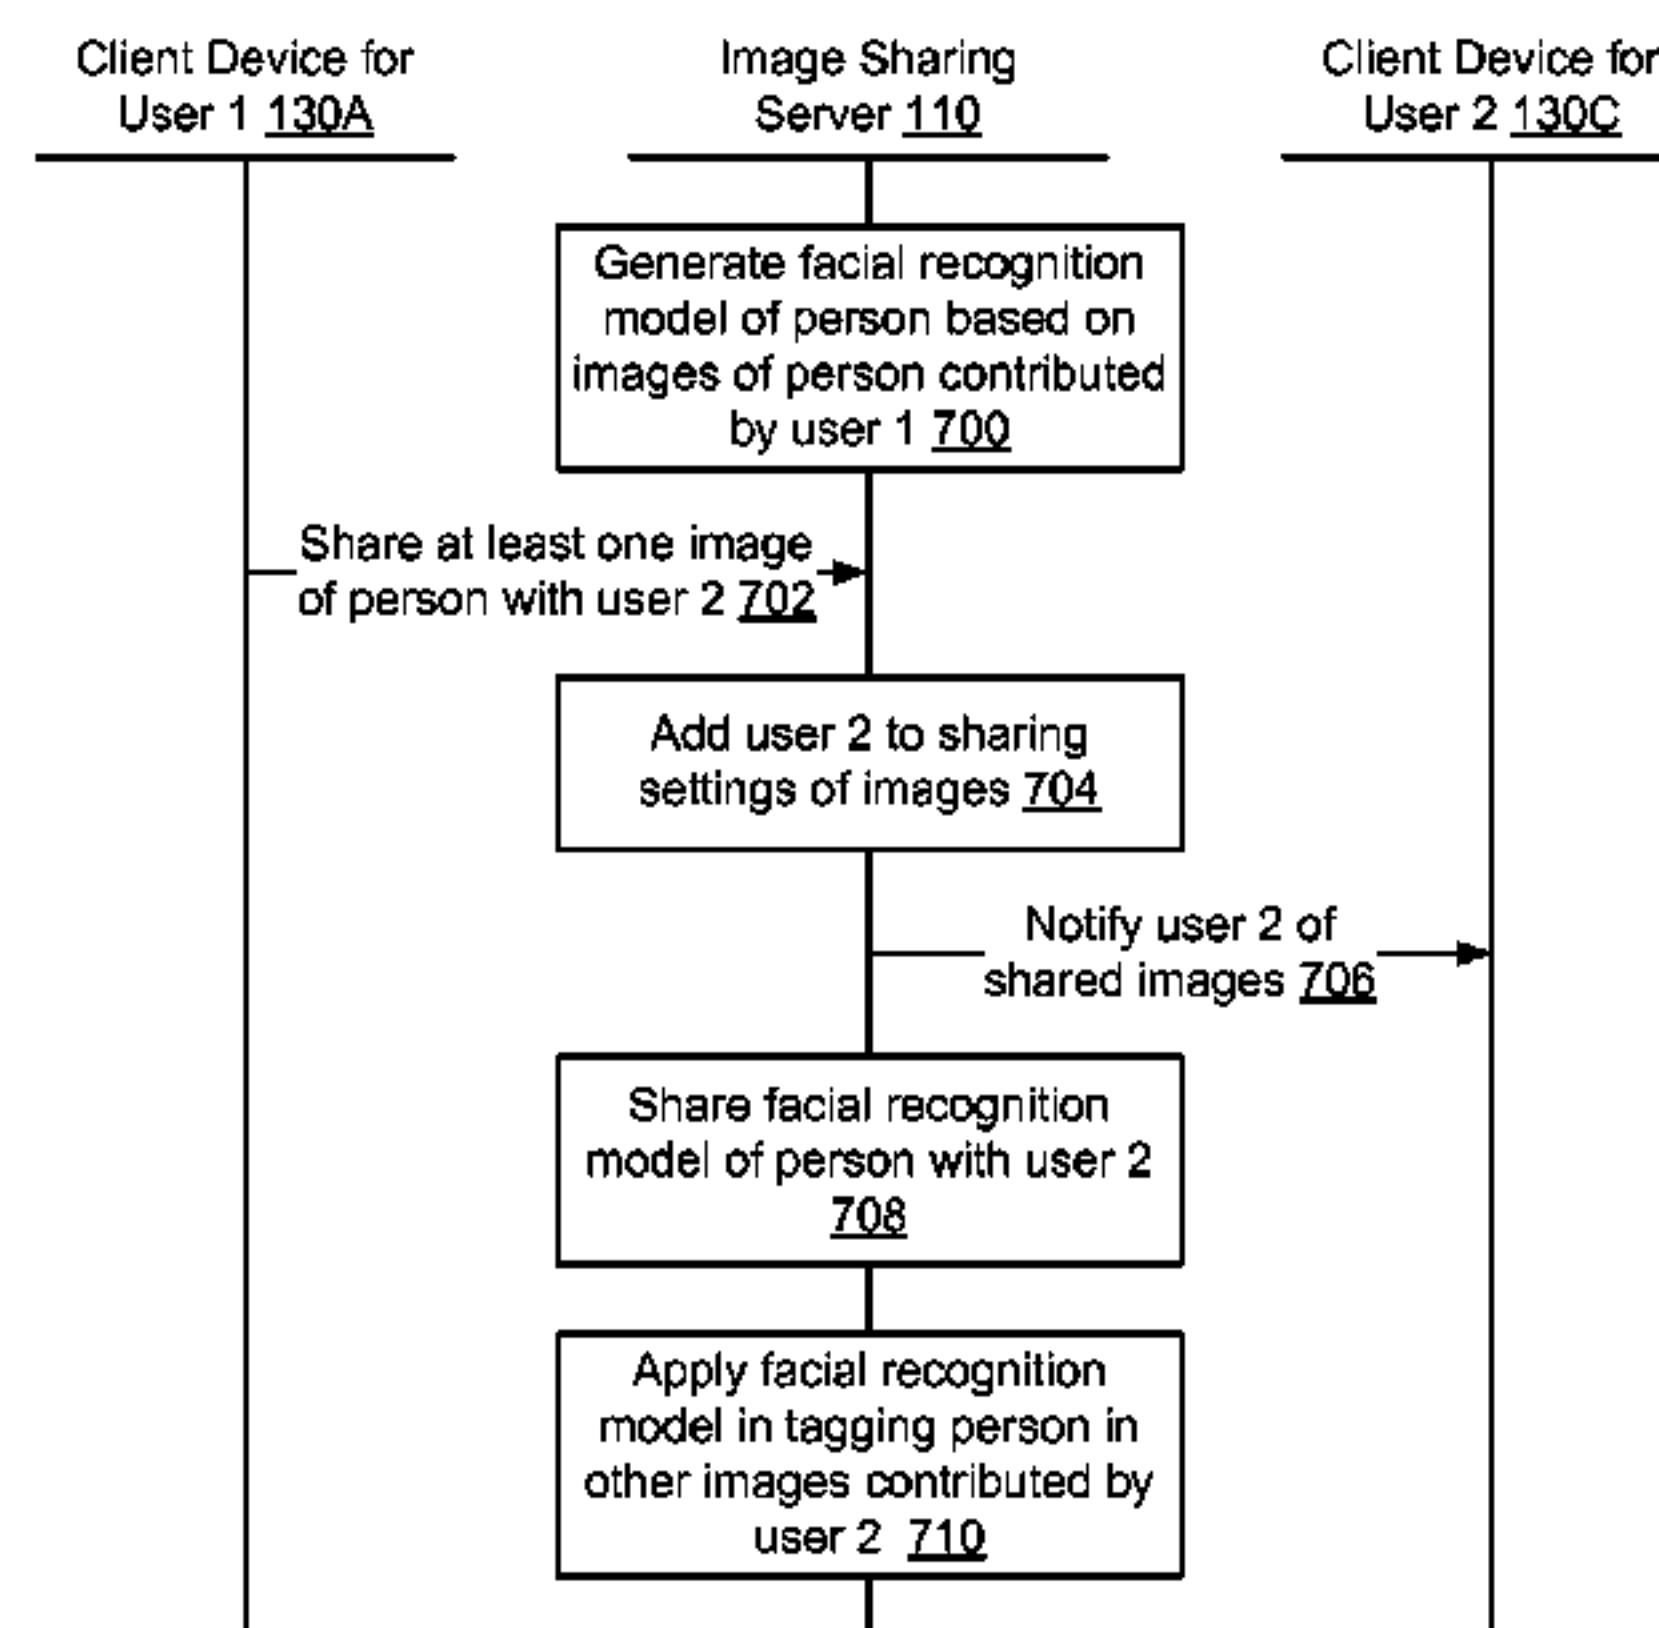 Client Device for
User 1 130A
Image Sharing
Server 110
Client Device for
User 2 130C
Generate facial recognition
model of person based on
images of person contributed
by user 1 700
Share at least one image
of person with user 2 702
Add user 2 to sharing
settings of images 704
Notify user 2 of
shared images 706
Share facial recognition
model of person with user 2
708
Apply facial recognition
model in tagging person in
other images contributed by
user 2 710